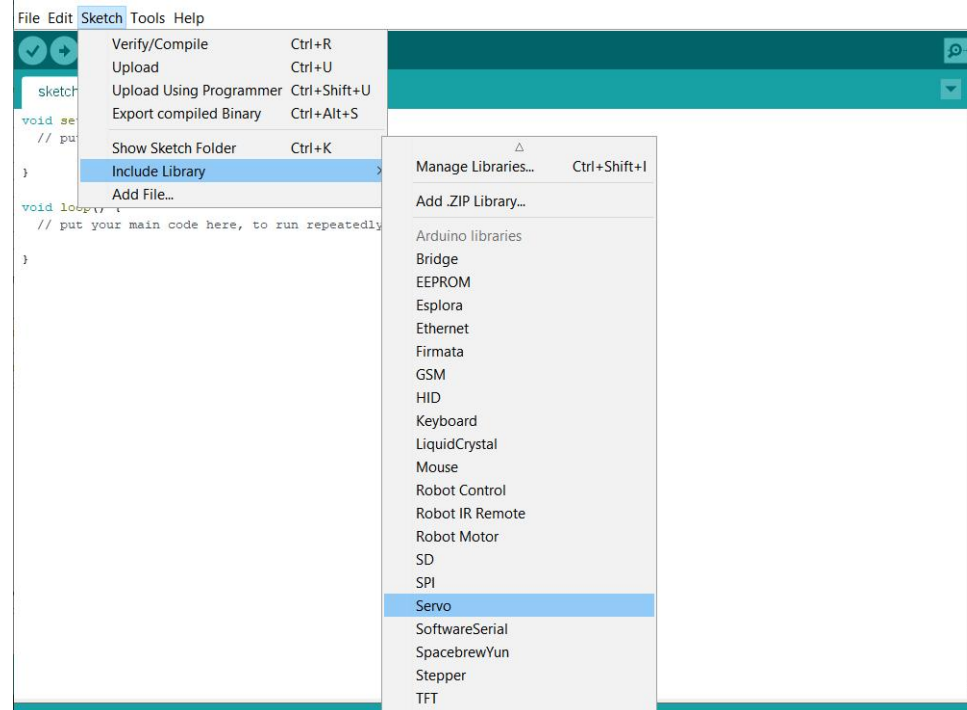 File Edit Sketch Tools Help
Verify/Compile Ctrl+R
Upload Ctrl+U
Upload Using Programmer Ctrl+Shift+U
Export compiled Binary Ctrl+Alt+S
Show Sketch Folder Ctrl+K
Include Library
Add File...
sketch
void se
// pu
}
void loop() {
// put your main code here, to run repeatedly
}
Manage Libraries... Ctrl+Shift+I
Add .ZIP Library...
Arduino libraries
Bridge
EEPROM
Esplora
Ethernet
Firmata
GSM
HID
Keyboard
LiquidCrystal
Mouse
Robot Control
Robot IR Remote
Robot Motor
SD
SPI
Servo
SoftwareSerial
SpacebrewYun
Stepper
TFT